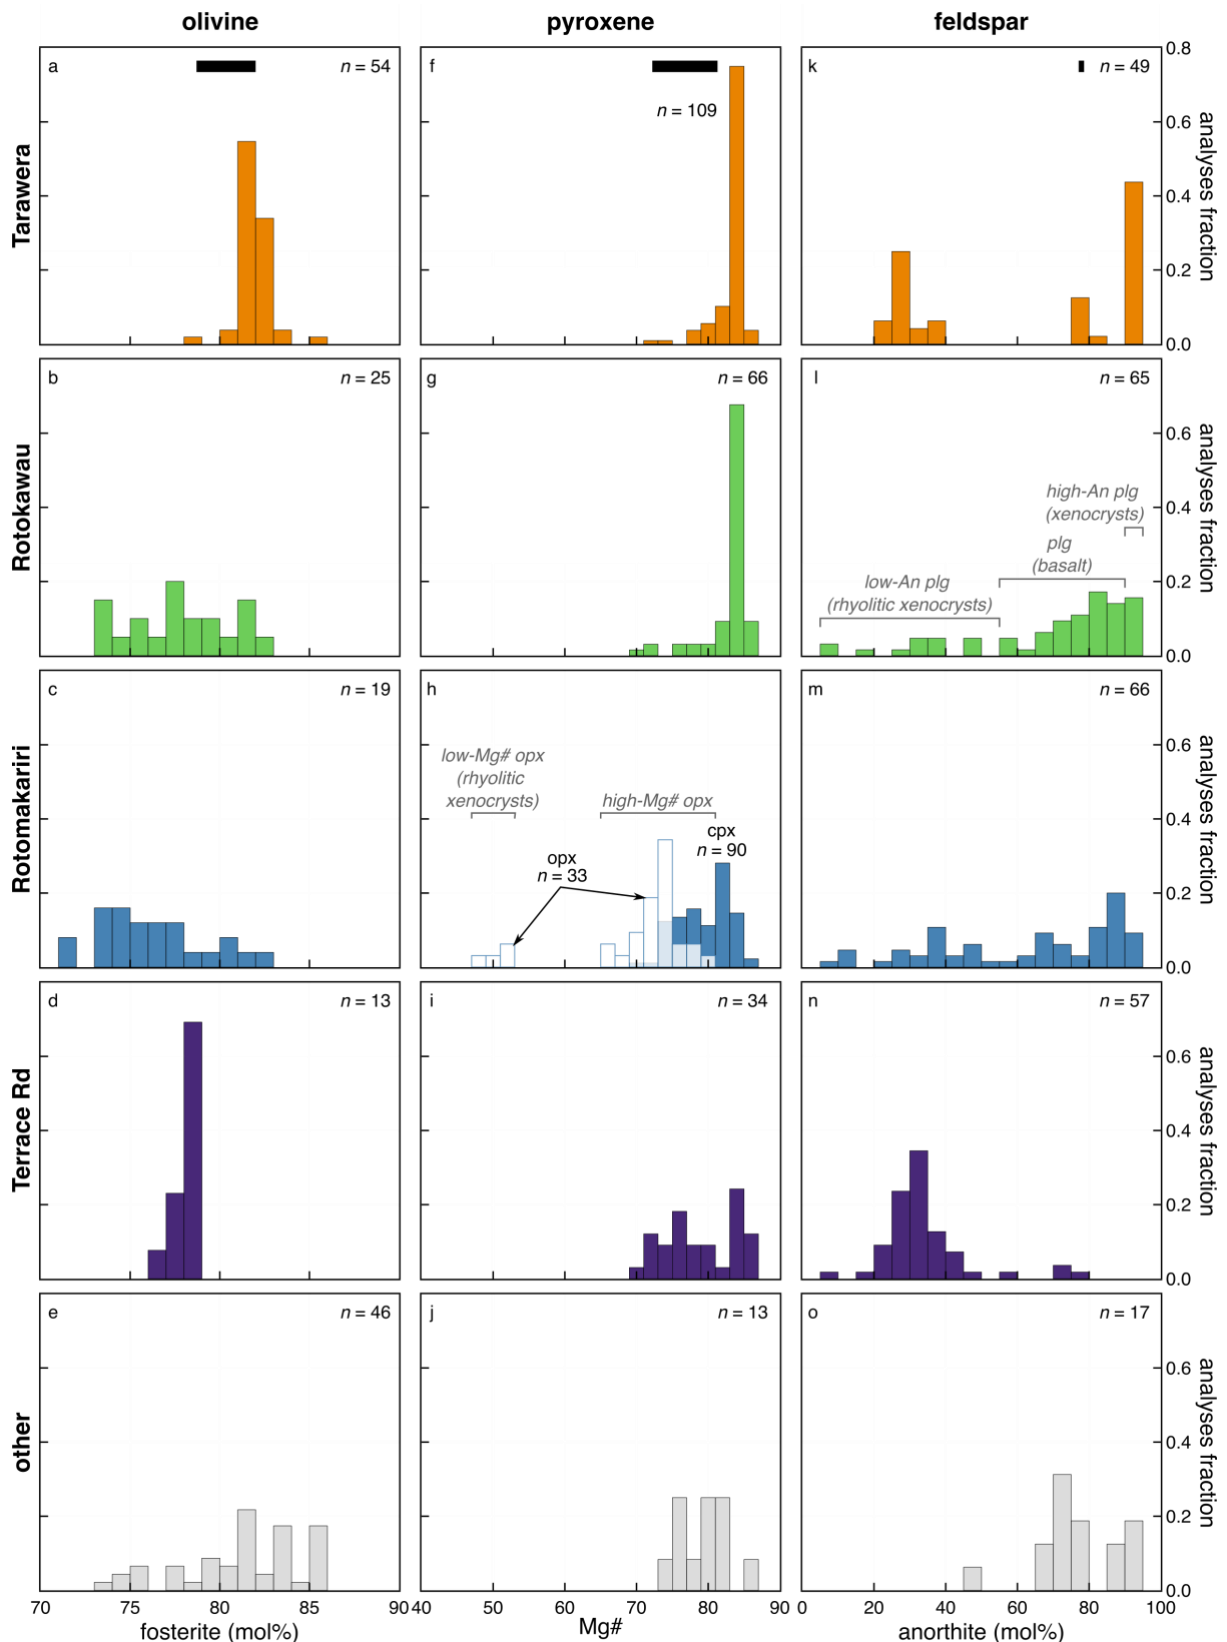 olivine pyroxene feldspar
Tarawera
a
n = 54
f
n = 109
k
n = 49
0.8
0.6
0.4
0.2
0.0
analyses fraction
Rotokawau
b
n = 25
g
n = 66
l
n = 65
high-An plg
(xenocrysts)
plg
(basalt)
low-An plg
(rhyolitic xenocrysts)
0.6
0.4
0.2
0.0
analyses fraction
Rotomakariri
c
n = 19
h
low-Mg# opx
(rhyolitic
xenocrysts)
high-Mg# opx
cpx
n = 90
opx
n = 33
m
n = 66
0.6
0.4
0.2
0.0
analyses fraction
Terrace Rd
d
n = 13
i
n = 34
n
n = 57
0.6
0.4
0.2
0.0
analyses fraction
other
e
n = 46
j
n = 13
o
n = 17
0.6
0.4
0.2
0.0
analyses fraction
70 75 80 85 90
40 50 60 70 80 90
0 20 40 60 80 100
fosterite (mol%)
Mg#
anorthite (mol%)